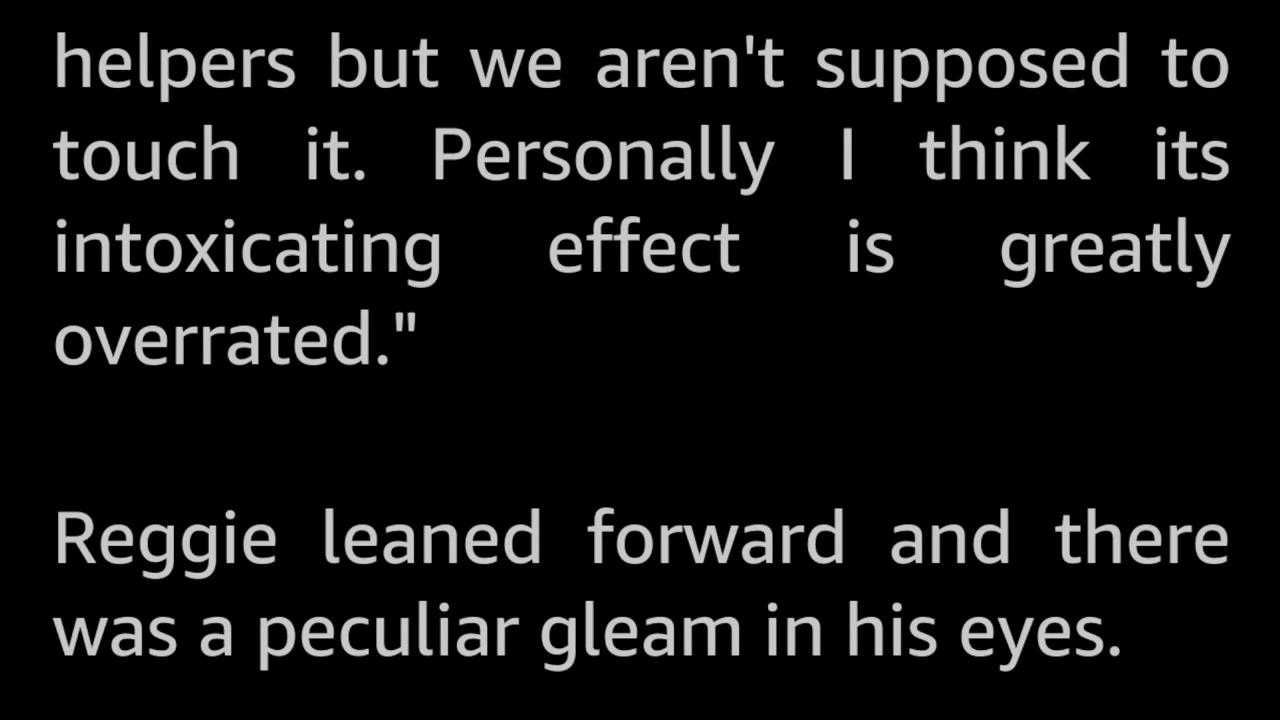 helpers but we aren't supposed to
touch it. Personally I think its
intoxicating effect is greatly
overrated."
Reggie leaned forward and there
was a peculiar gleam in his eyes.